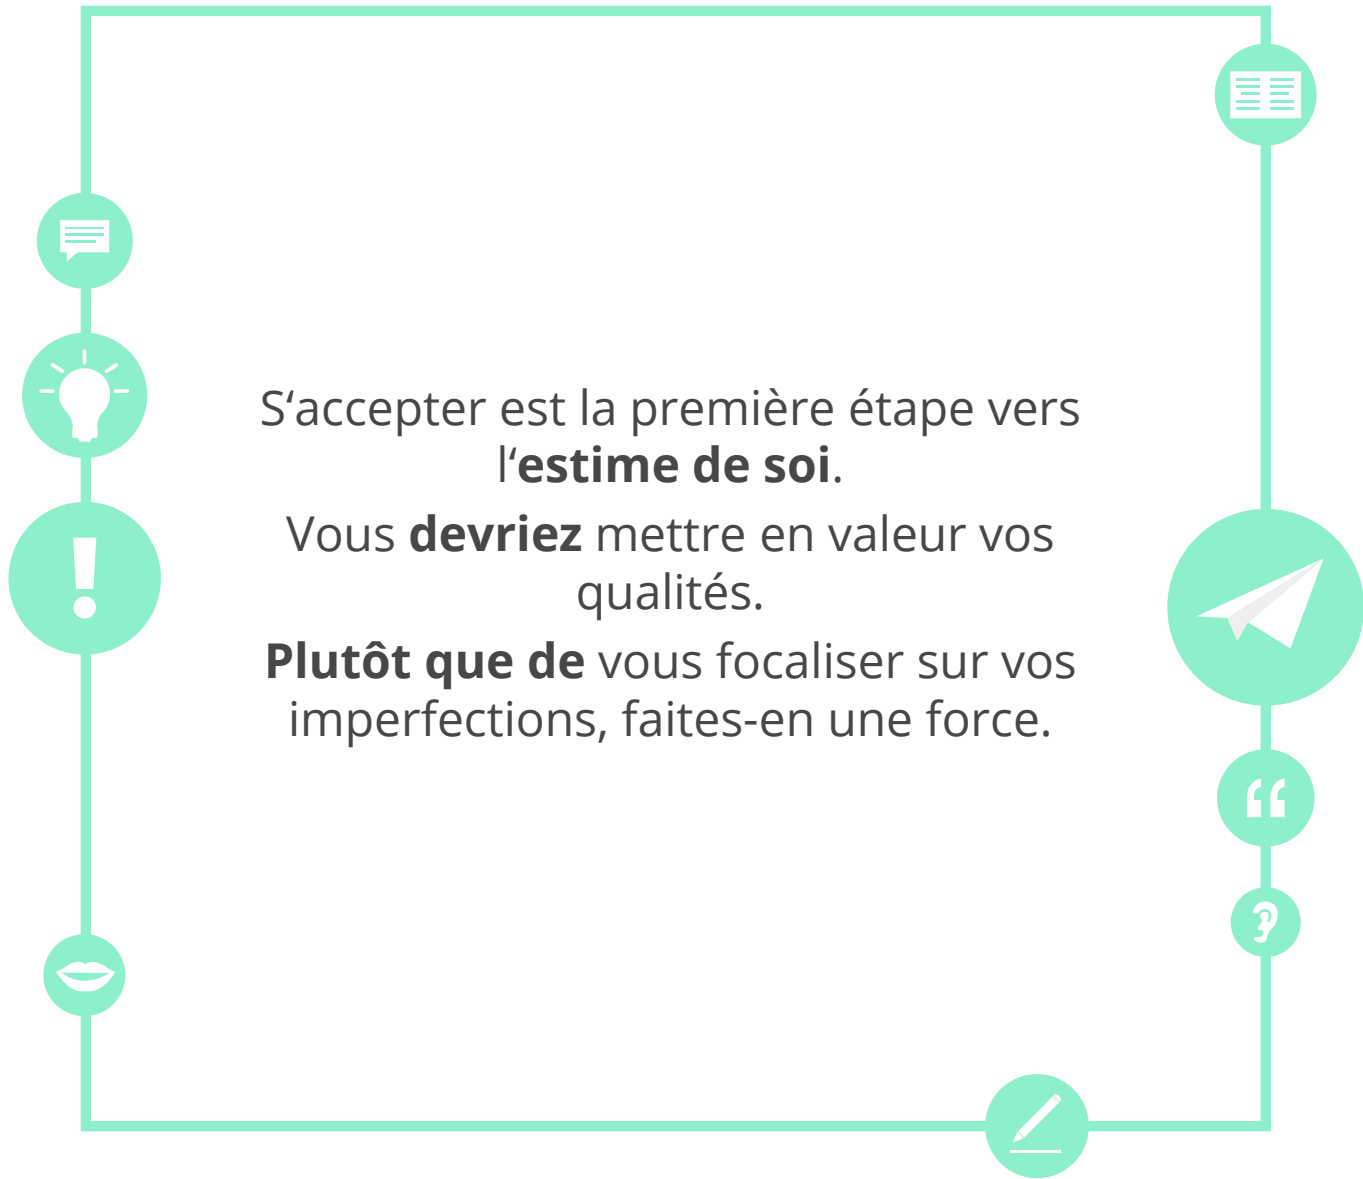 S‘accepter est la première étape vers
l‘estime de soi.
Vous devriez mettre en valeur vos
qualités.
Plutôt que de vous focaliser sur vos
imperfections, faites-en une force.